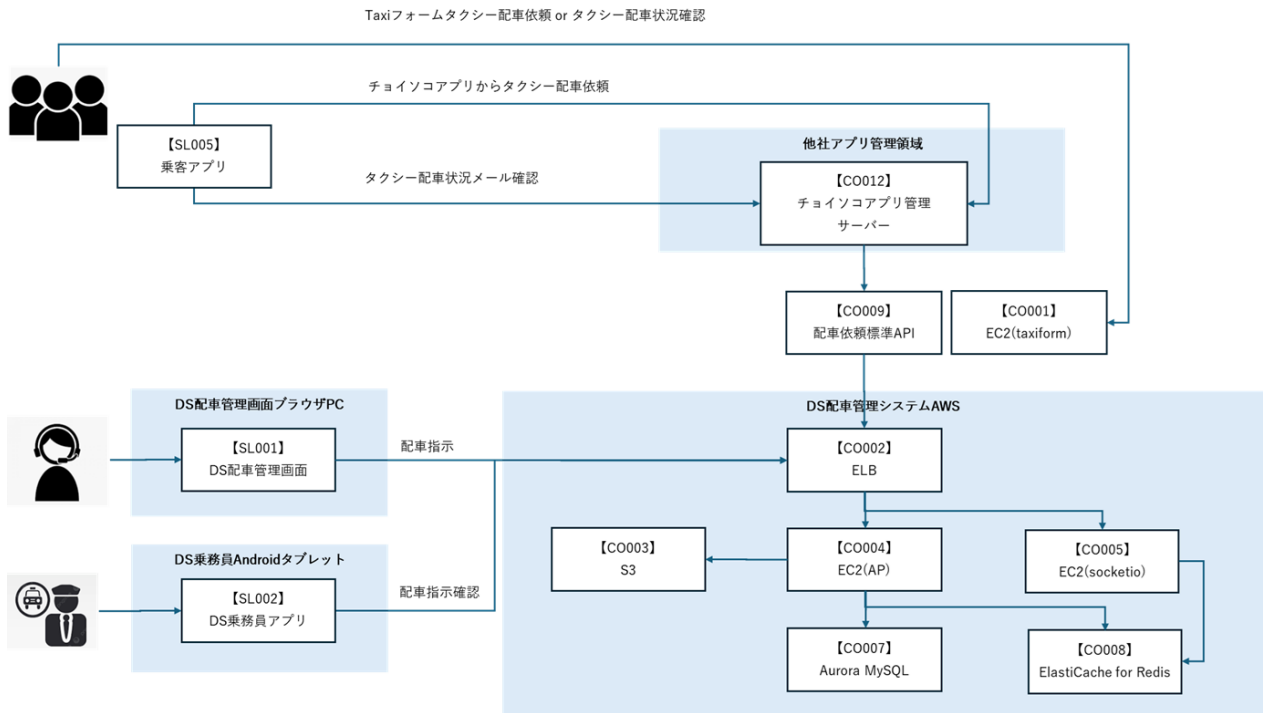 Taxiフォームタクシー配車依頼 or タクシー配車状況確認
チョイソコアプリからタクシー配車依頼
【SL005】
乗客アプリ
他社アプリ管理領域
タクシー配車状況メール確認
【CO012】
チョイソコアプリ管理
サーバー
【CO009】
配車依頼標準API
【CO001】
EC2(taxiform)
DS配車管理画面ブラウザPC
DS配車管理システムAWS
【SL001】
DS配車管理画面
配車指示
【CO002】
ELB
DS乗務員Androidタブレット
【CO003】
S3
【CO004】
EC2(AP)
【CO005】
EC2(socketio)
【SL002】
DS乗務員アプリ
配車指示確認
【CO007】
Aurora MySQL
【CO008】
ElastiCache for Redis